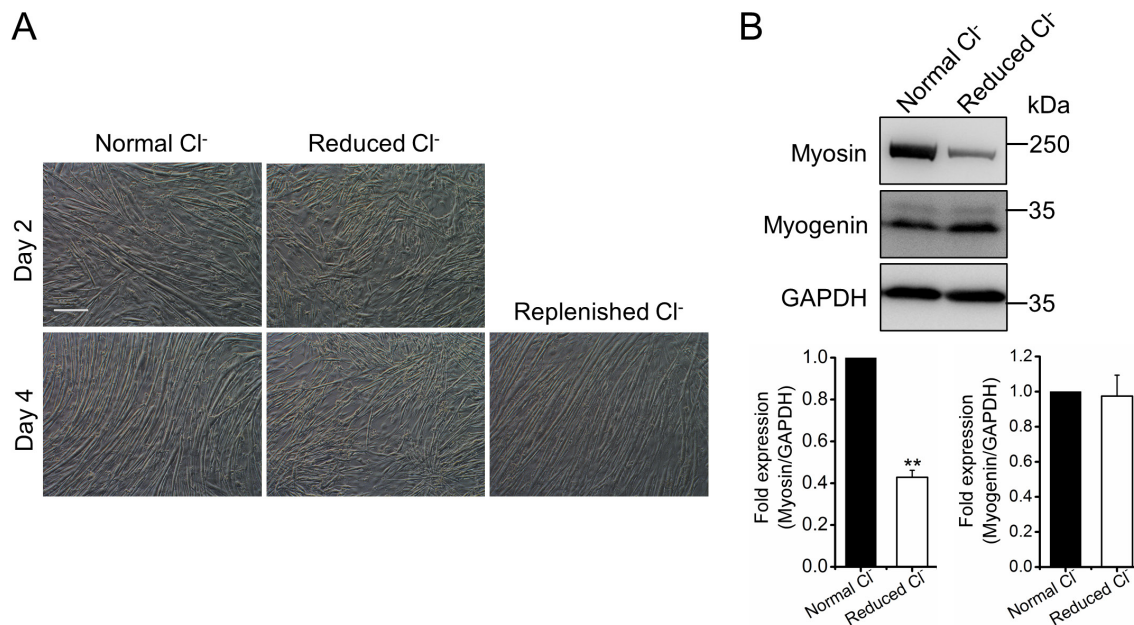 A
Normal Cl⁻
Reduced Cl⁻
Day 2
Replenished Cl⁻
Day 4
B
Normal Cl⁻
Reduced Cl⁻
kDa
Myosin
250
Myogenin
35
GAPDH
35
Fold expression
(Myosin/GAPDH)
1.0
0.8
0.6
0.4
0.2
0.0
**
Normal Cl⁻
Reduced Cl⁻
Fold expression
(Myogenin/GAPDH)
1.2
1.0
0.8
0.6
0.4
0.2
0.0
Normal Cl⁻
Reduced Cl⁻